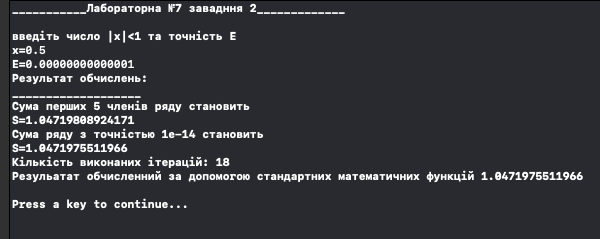 ___________Лабораторна №7 завадння 2_____________
введіть число |x|<1 та точність E
x=0.5
E=0.00000000000001
Результат обчислень:
___________________
Сума перших 5 членів ряду становить
S=1.04719808924171
Сума ряду з точністю 1e-14 становить
S=1.0471975511966
Кількість виконаних ітерацій: 18
Резульатат обчисленний за допомогою стандартних математичних функцій 1.0471975511966
Press a key to continue...